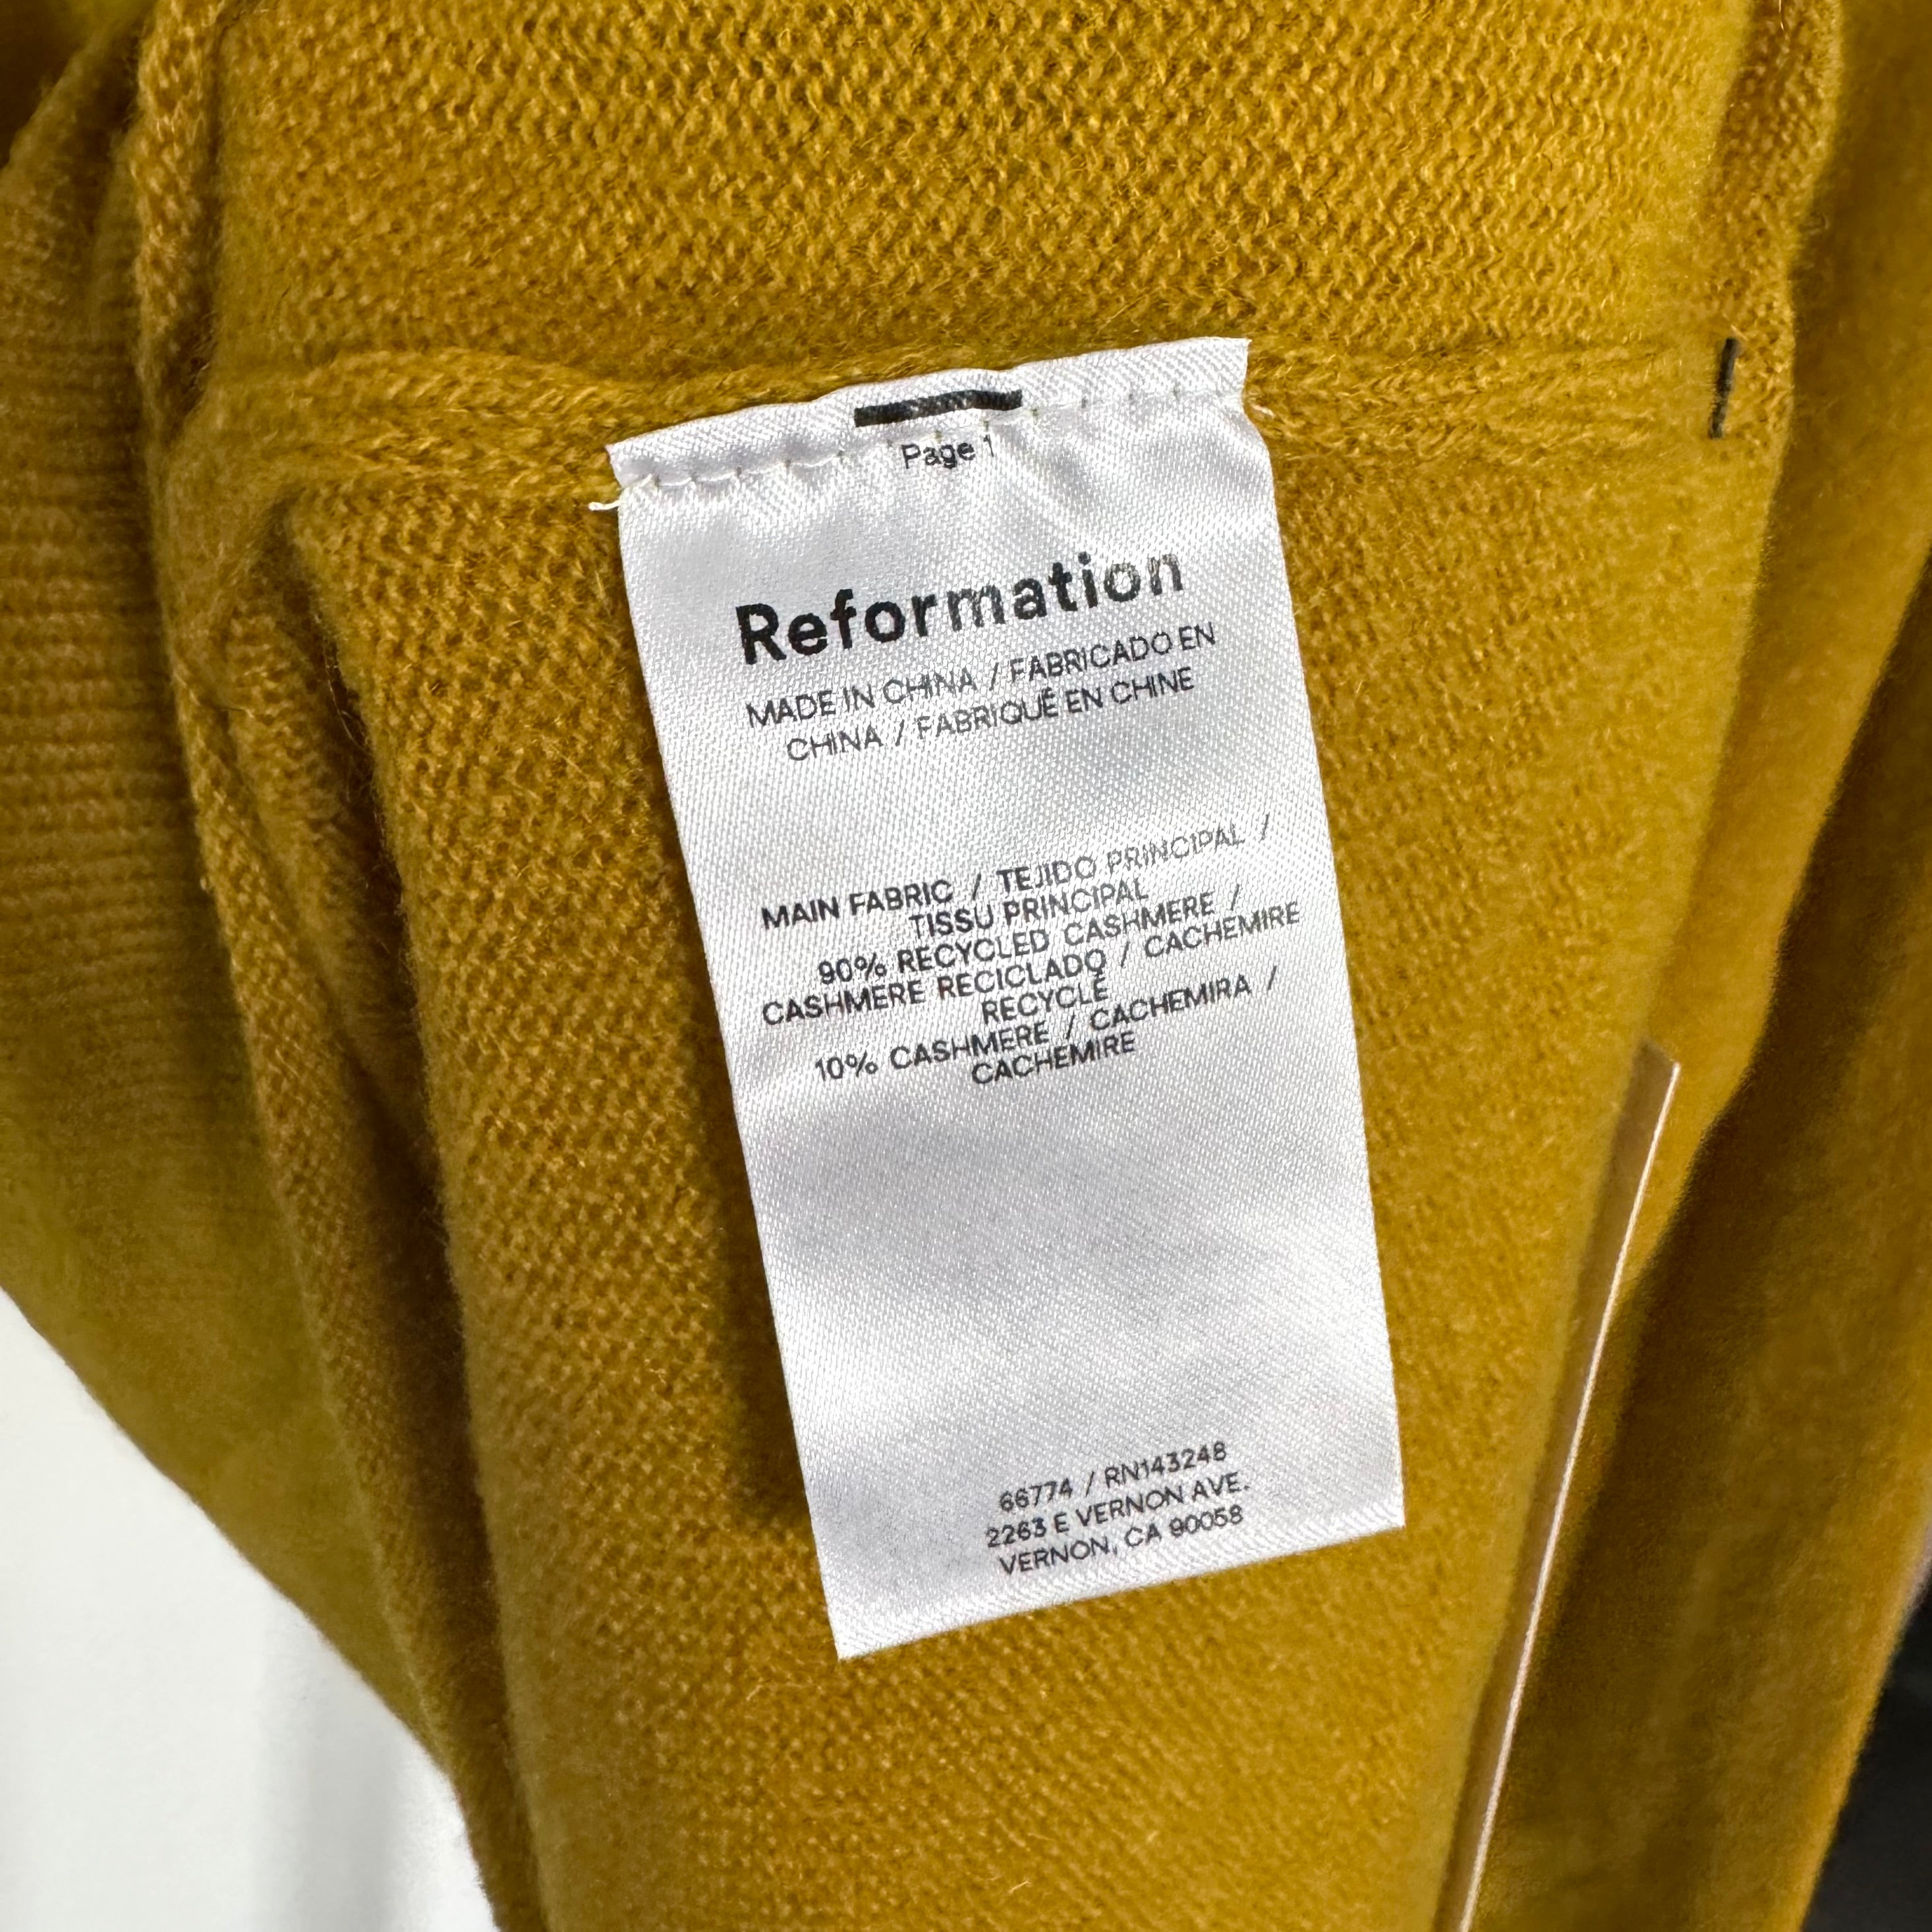 Page 1
Reformation
MADE IN CHINA / FABRICADO EN
CHINA / FABRIQUÉ EN CHINE
MAIN FABRIC / TEJIDO PRINCIPAL /
TISSU PRINCIPAL
90% RECYCLED CASHMERE /
CASHMERE RECICLADO / CACHEMIRE
RECYCLÉ
10% CASHMERE / CACHEMIRA /
CACHEMIRE
66774 / RN143248
2263 E VERNON AVE.
VERNON, CA 90058